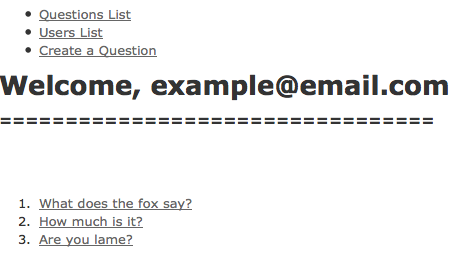 • Questions List
• Users List
• Create a Question
Welcome, example@email.com
=================================
1. What does the fox say?
2. How much is it?
3. Are you lame?